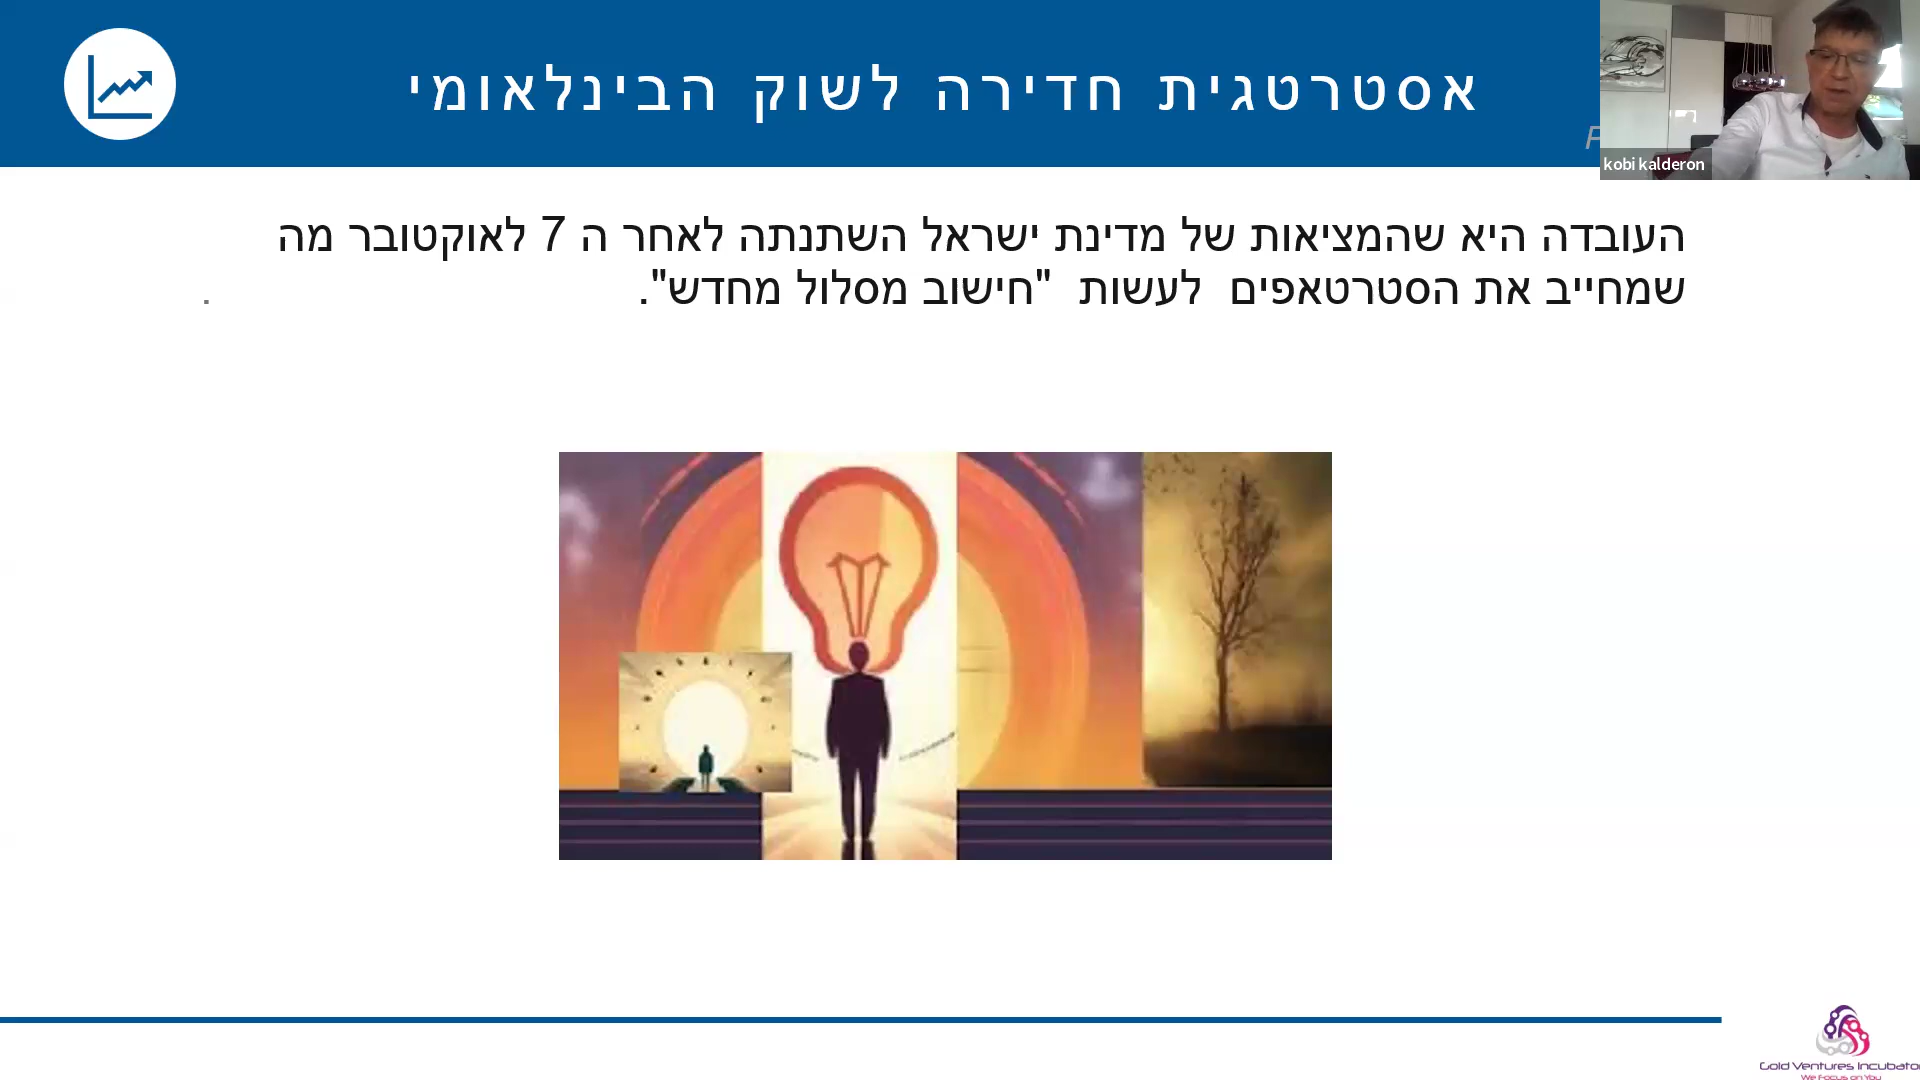 אסטרטגית חדירה לשוק הבינלאומי
kobi kalderon
העובדה היא שהמציאות של מדינת ישראל השתנתה לאחר ה 7 לאוקטובר מה
שמחייב את הסטרטאפים לעשות "חישוב מסלול מחדש".
.
Gold Ventures Incubator
We Focus on You